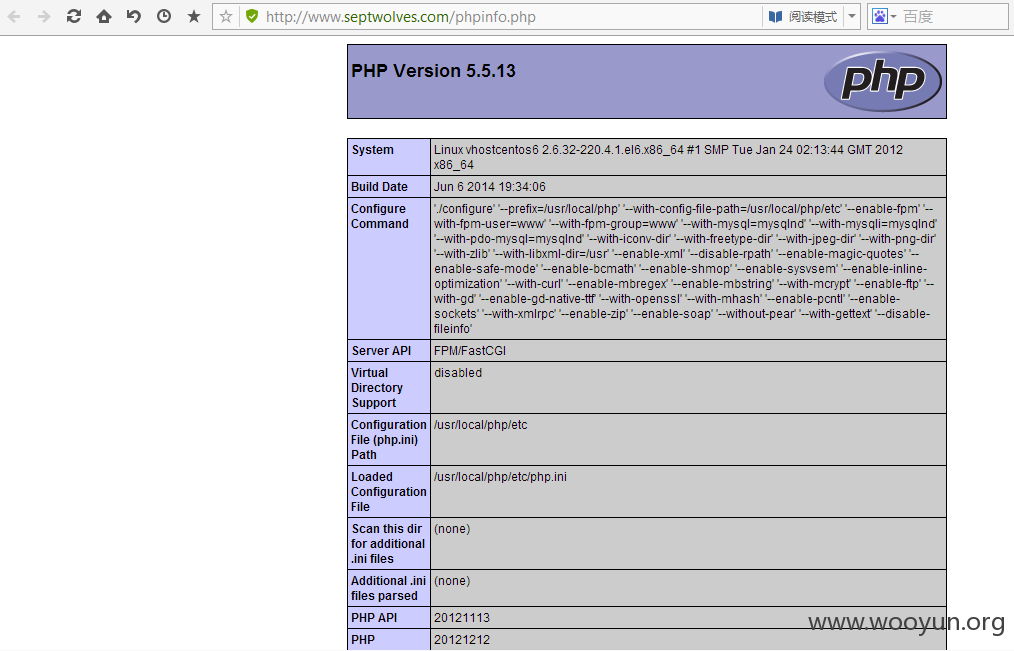 http://www.septwolves.com/phpinfo.php
阅读模式
百度
PHP Version 5.5.13
php
System
Linux vhostcentos6 2.6.32-220.4.1.el6.x86_64 #1 SMP Tue Jan 24 02:13:44 GMT 2012
x86_64
Build Date
Jun 6 2014 19:34:06
Configure
Command
'./configure' '--prefix=/usr/local/php' '--with-config-file-path=/usr/local/php/etc' '--enable-fpm' '--
with-fpm-user=www' '--with-fpm-group=www' '--with-mysql=mysqlnd' '--with-mysqli=mysqlnd'
'--with-pdo-mysql=mysqlnd' '--with-iconv-dir' '--with-freetype-dir' '--with-jpeg-dir' '--with-png-dir'
'--with-zlib' '--with-libxml-dir=/usr' '--enable-xml' '--disable-rpath' '--enable-magic-quotes' '--
enable-safe-mode' '--enable-bcmath' '--enable-shmop' '--enable-sysvsem' '--enable-inline-
optimization' '--with-curl' '--enable-mbregex' '--enable-mbstring' '--with-mcrypt' '--enable-ftp' '--
with-gd' '--enable-gd-native-ttf' '--with-openssl' '--with-mhash' '--enable-pcntl' '--enable-
sockets' '--with-xmlrpc' '--enable-zip' '--enable-soap' '--without-pear' '--with-gettext' '--disable-
fileinfo'
Server API
FPM/FastCGI
Virtual
Directory
Support
disabled
Configuration
File (php.ini)
Path
/usr/local/php/etc
Loaded
Configuration
File
/usr/local/php/etc/php.ini
Scan this dir
for additional
.ini files
(none)
Additional .ini
files parsed
(none)
PHP API
20121113
PHP
20121212
www.wooyun.org